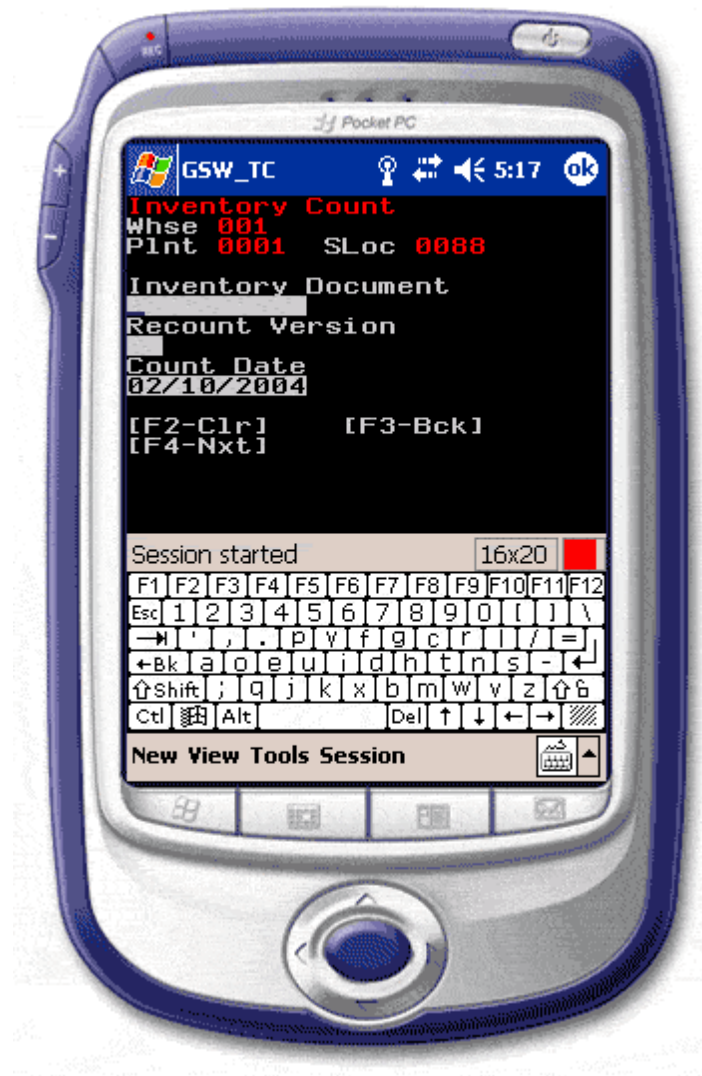 REC
Pocket PC
GSW_TC 5:17 ok
Inventory Count
Whse 001
Plnt 0001 SLoc 0088
Inventory Document
Recount Version
Count Date
02/10/2004
[F2-Clr] [F3-Bck]
[F4-Nxt]
Session started 16x20
F1 F2 F3 F4 F5 F6 F7 F8 F9 F10 F11 F12
Esc 1 2 3 4 5 6 7 8 9 0 [ ] \
' , . p y f g c r l / =
←Bk a o e u i d h t n s -
Shift ; q j k x b m w v z
Ctl Alt Del ↑ ↓ ← →
New View Tools Session